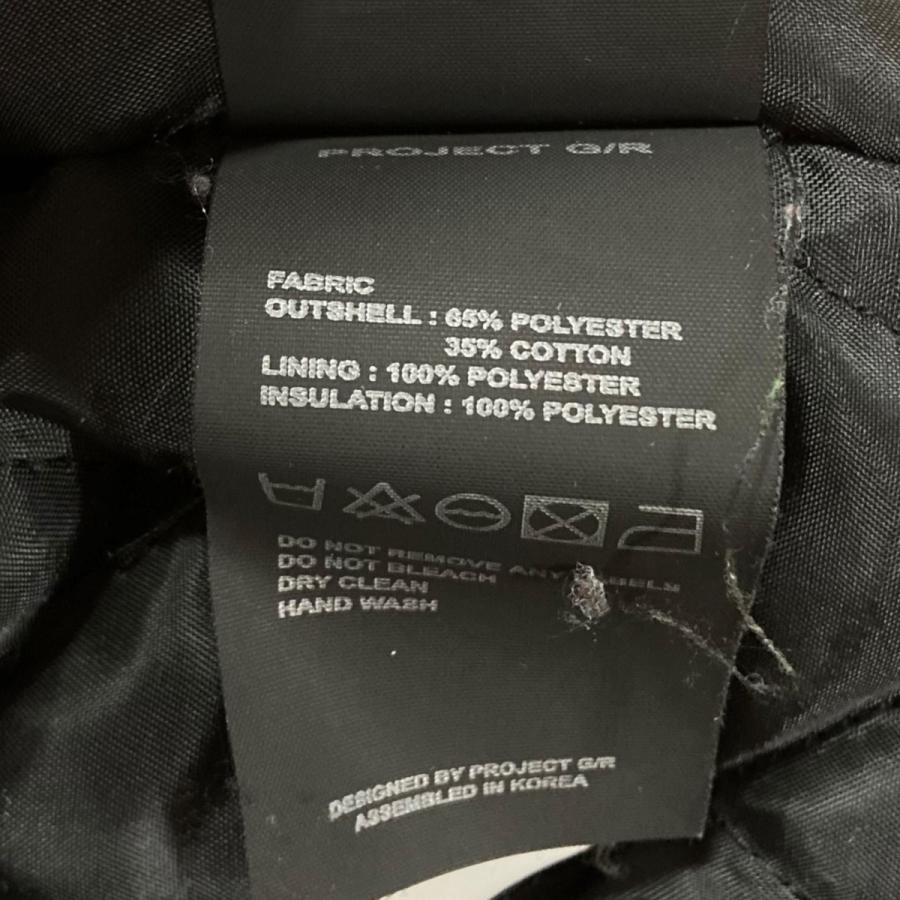 PROJECT G/R
FABRIC
OUTSHELL : 65% POLYESTER
35% COTTON
LINING : 100% POLYESTER
INSULATION : 100% POLYESTER
DO NOT REMOVE ANY LABELS
DO NOT BLEACH
DRY CLEAN
HAND WASH
DESIGNED BY PROJECT G/R
ASSEMBLED IN KOREA